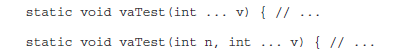 static void vaTest(int ... v) { // ...
static void vaTest(int n, int ... v) { // ...